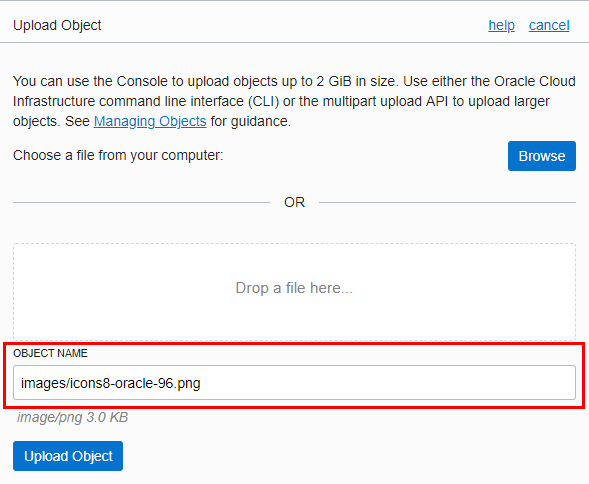 Upload Object
help
cancel
You can use the Console to upload objects up to 2 GiB in size. Use either the Oracle Cloud
Infrastructure command line interface (CLI) or the multipart upload API to upload larger
objects. See Managing Objects for guidance.
Choose a file from your computer:
Browse
OR
Drop a file here...
OBJECT NAME
images/icons8-oracle-96.png
image/png 3.0 KB
Upload Object